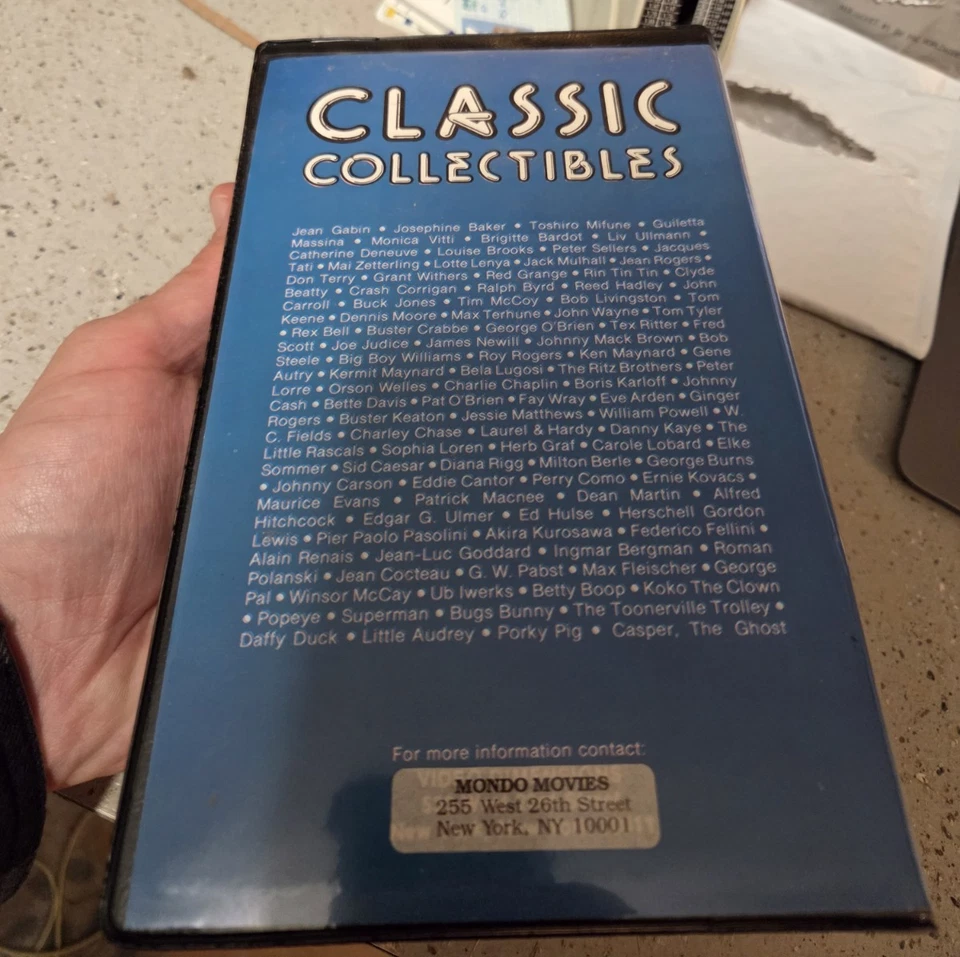 CLASSIC
COLLECTIBLES
Jean Gabin • Josephine Baker • Toshiro Mifune • Guiletta
Massina • Monica Vitti • Brigitte Bardot • Liv Ullmann •
Catherine Deneuve • Louise Brooks • Peter Sellers • Jacques
Tati • Mai Zetterling • Lotte Lenya • Jack Mulhall • Jean Rogers •
Don Terry • Grant Withers • Red Grange • Rin Tin Tin • Clyde
Beatty • Crash Corrigan • Ralph Byrd • Reed Hadley • John
Carroll • Buck Jones • Tim McCoy • Bob Livingston • Tom
Keene • Dennis Moore • Max Terhune • John Wayne • Tom Tyler
• Rex Bell • Buster Crabbe • George O'Brien • Tex Ritter • Fred
Scott • Joe Judice • James Newill • Johnny Mack Brown • Bob
Steele • Big Boy Williams • Roy Rogers • Ken Maynard • Gene
Autry • Kermit Maynard • Bela Lugosi • The Ritz Brothers • Peter
Lorre • Orson Welles • Charlie Chaplin • Boris Karloff • Johnny
Cash • Bette Davis • Pat O'Brien • Fay Wray • Eve Arden • Ginger
Rogers • Buster Keaton • Jessie Matthews • William Powell • W.
C. Fields • Charley Chase • Laurel & Hardy • Danny Kaye • The
Little Rascals • Sophia Loren • Herb Graf • Carole Lobard • Elke
Sommer • Sid Caesar • Diana Rigg • Milton Berle • George Burns
• Johnny Carson • Eddie Cantor • Perry Como • Ernie Kovacs •
Maurice Evans • Patrick Macnee • Dean Martin • Alfred
Hitchcock • Edgar G. Ulmer • Ed Hulse • Herschell Gordon
Lewis • Pier Paolo Pasolini • Akira Kurosawa • Federico Fellini •
Alain Renais • Jean-Luc Goddard • Ingmar Bergman • Roman
Polanski • Jean Cocteau • G. W. Pabst • Max Fleischer • George
Pal • Winsor McCay • Ub Iwerks • Betty Boop • Koko The Clown
• Popeye • Superman • Bugs Bunny • The Toonerville Trolley •
Daffy Duck • Little Audrey • Porky Pig • Casper, The Ghost
For more information contact:
MONDO MOVIES
255 West 26th Street
New York, NY 10001